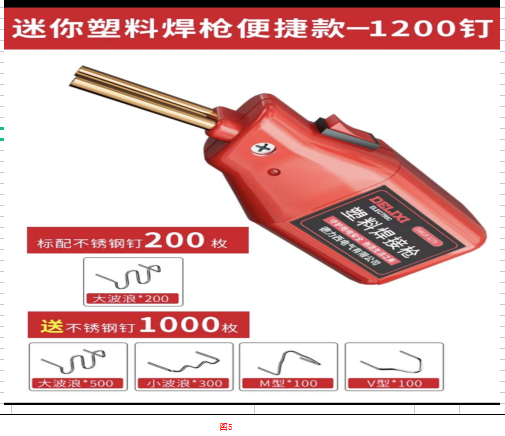 迷你塑料焊枪便捷款—1200钉
DELIXI
ELECTRIC
塑料焊接枪
德力西电气有限公司
标配不锈钢钉200枚
大波浪*200
送不锈钢钉1000枚
大波浪*500
小波浪*300
M型*100
V型*100
图5